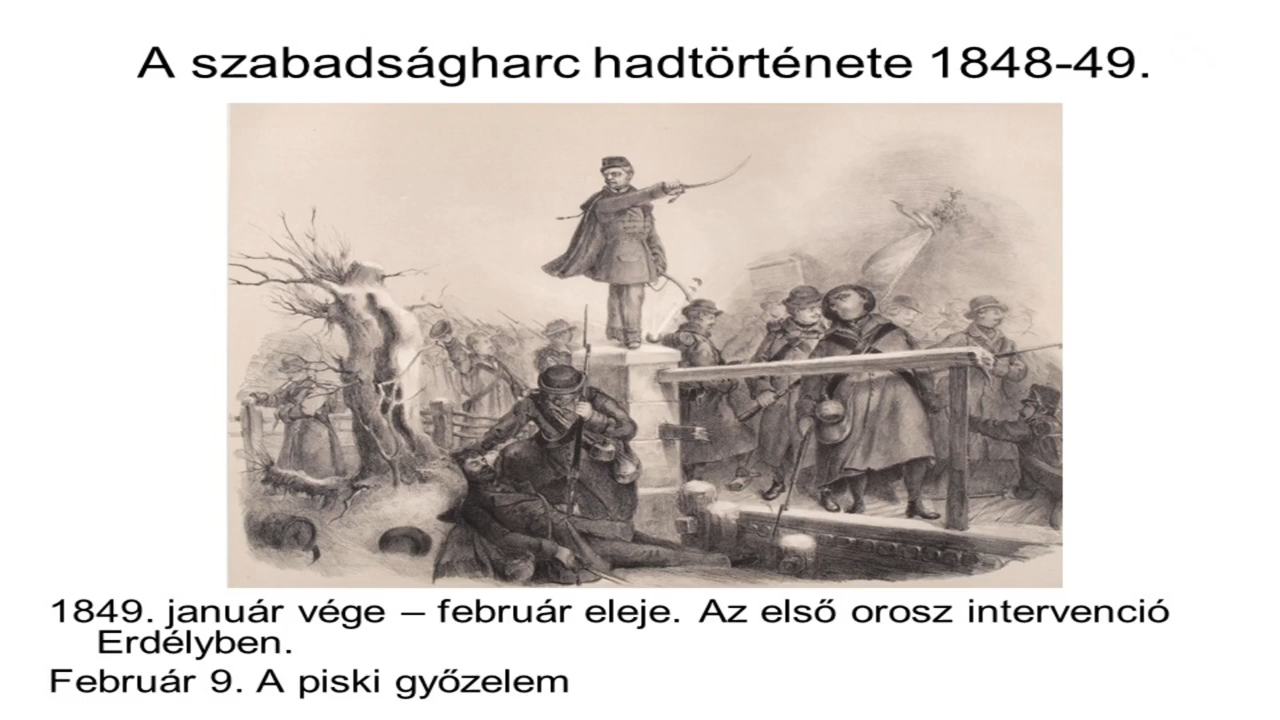 A szabadságharc hadtörténete 1848-49.
1849. január vége – február eleje. Az első orosz intervenció
Erdélyben.
Február 9. A piski győzelem